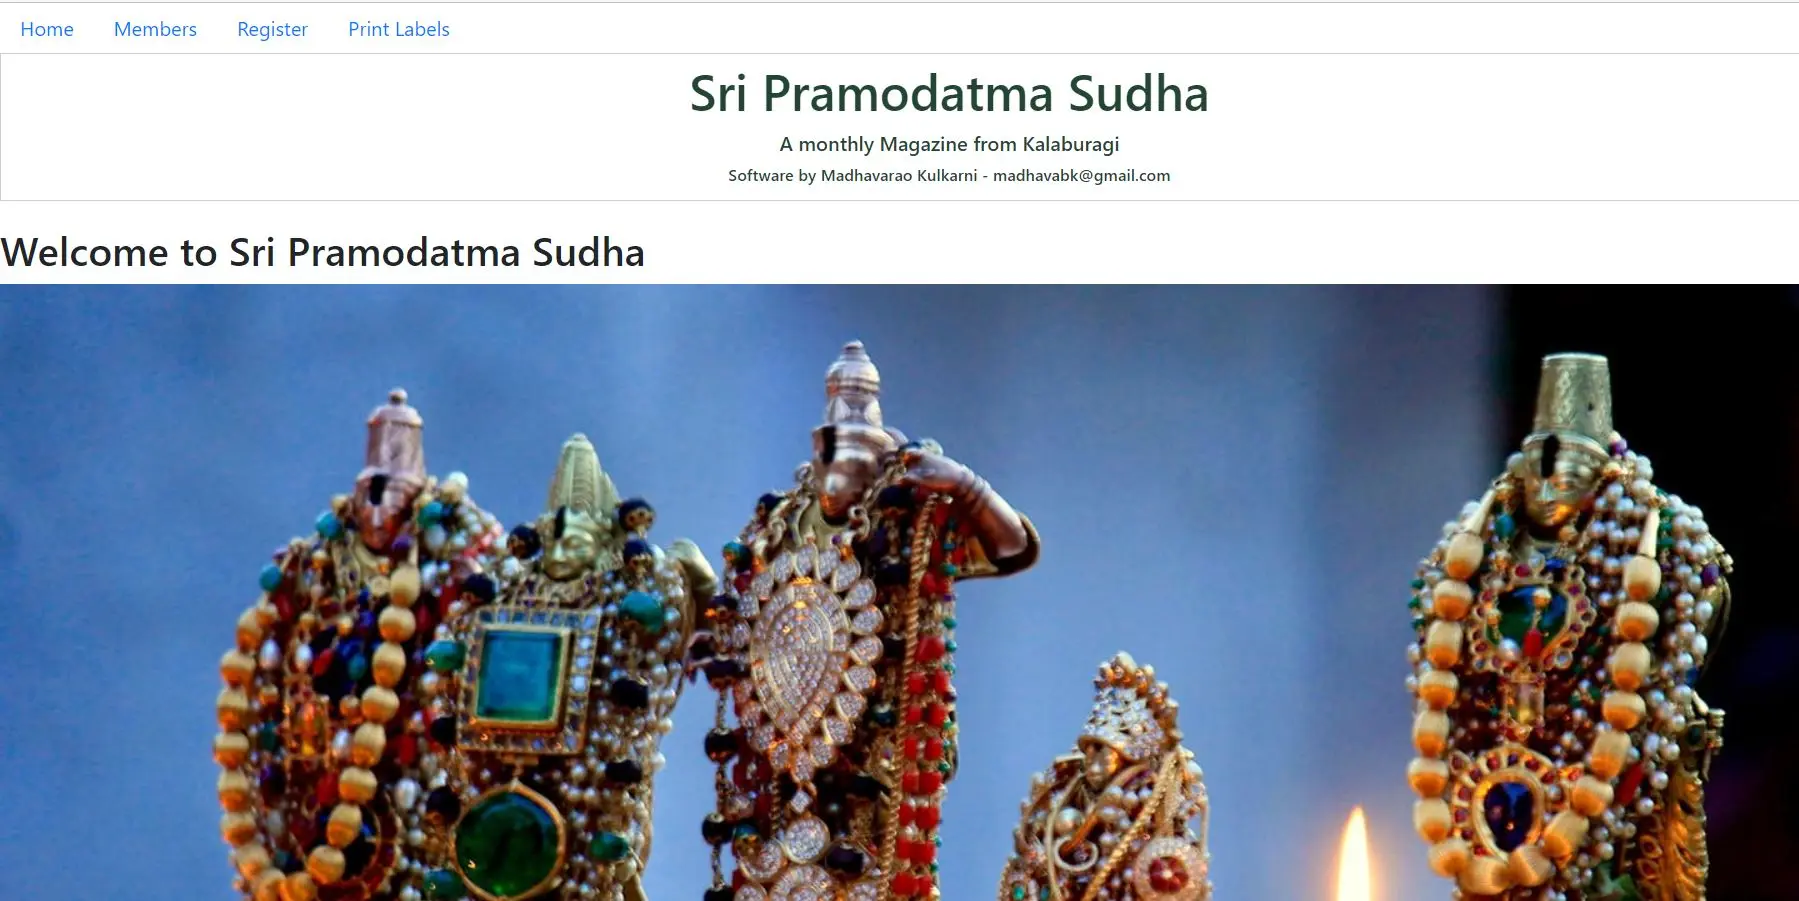 Home Members Register Print Labels
Sri Pramodatma Sudha
A monthly Magazine from Kalaburagi
Software by Madhavarao Kulkarni - madhavabk@gmail.com
Welcome to Sri Pramodatma Sudha